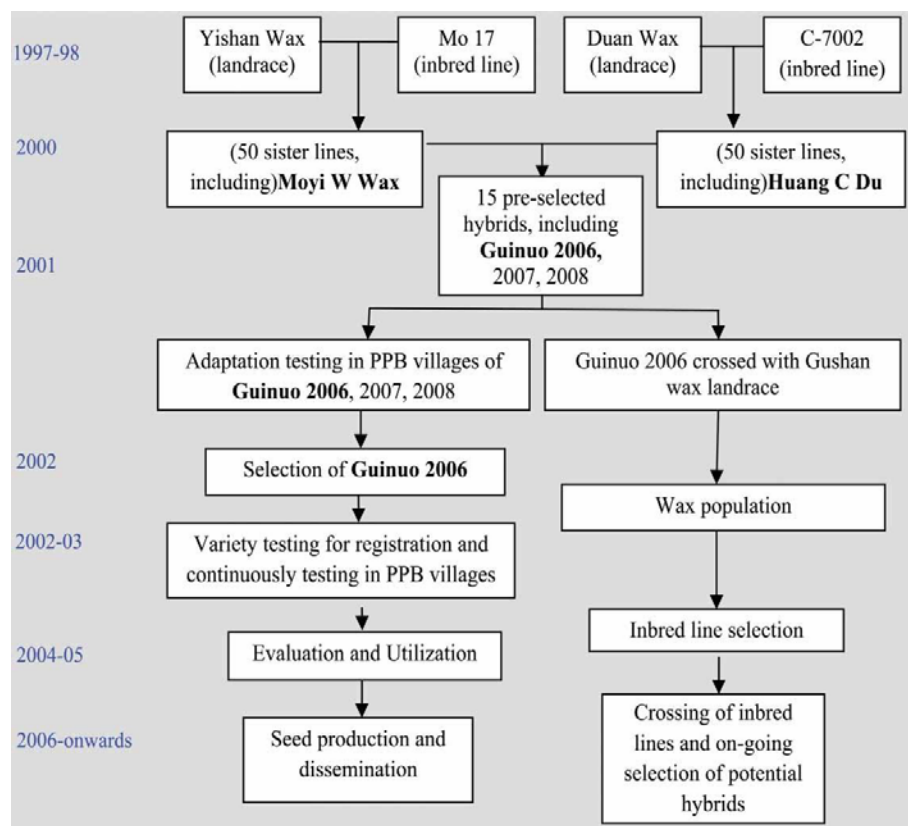 1997-98
Yishan Wax
(landrace)
Mo 17
(inbred line)
Duan Wax
(landrace)
C-7002
(inbred line)
2000
(50 sister lines,
including)Moyi W Wax
(50 sister lines,
including)Huang C Du
15 pre-selected
hybrids, including
Guinuo 2006,
2007, 2008
2001
Adaptation testing in PPB villages of
Guinuo 2006, 2007, 2008
Guinuo 2006 crossed with Gushan
wax landrace
2002
Selection of Guinuo 2006
Wax population
2002-03
Variety testing for registration and
continuously testing in PPB villages
Inbred line selection
2004-05
Evaluation and Utilization
2006-onwards
Seed production and
dissemination
Crossing of inbred
lines and on-going
selection of potential
hybrids